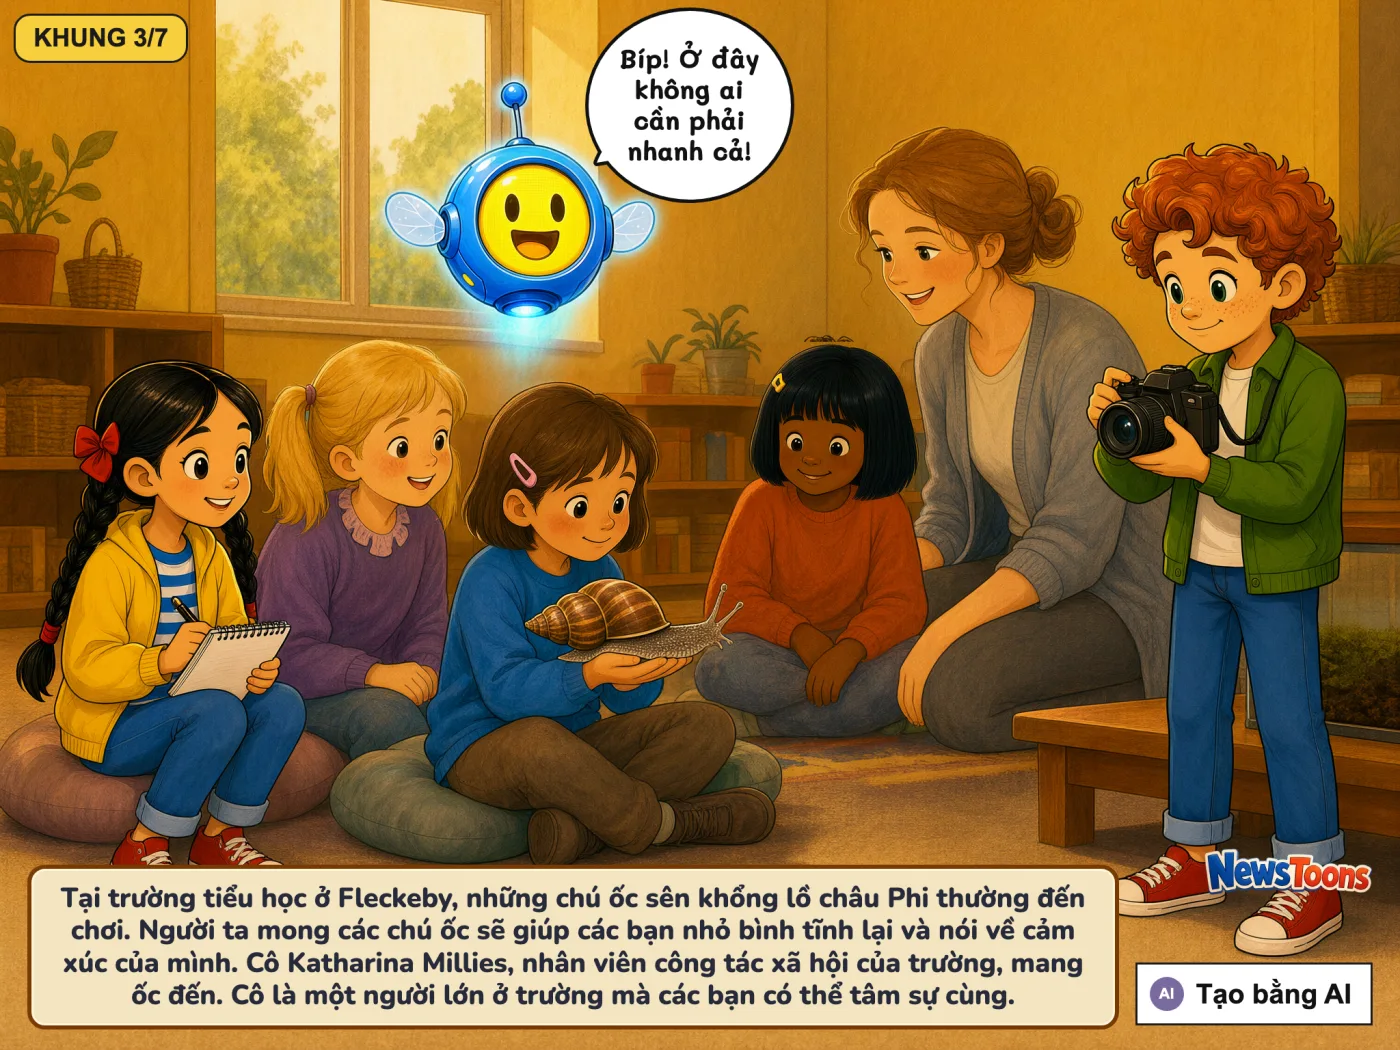 KHUNG 3/7
Bíp! Ở đây
không ai
cần phải
nhanh cả!
Tại trường tiểu học ở Fleckeby, những chú ốc sên khổng lồ châu Phi thường đến
chơi. Người ta mong các chú ốc sẽ giúp các bạn nhỏ bình tĩnh lại và nói về cảm
xúc của mình. Cô Katharina Millies, nhân viên công tác xã hội của trường, mang
ốc đến. Cô là một người lớn ở trường mà các bạn có thể tâm sự cùng.
NEWSTOONS
AI Tạo bằng AI